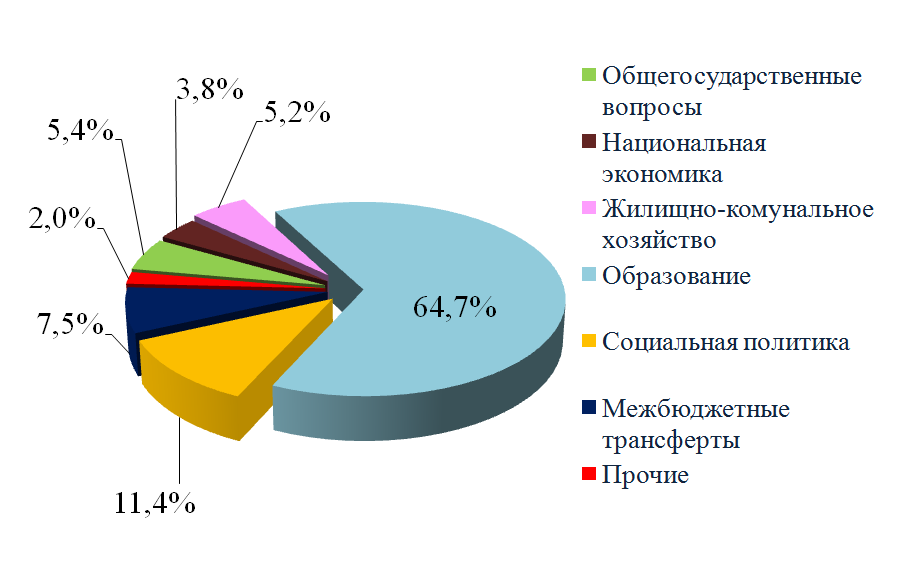 3,8%
5,2%
5,4%
2,0%
7,5%
11,4%
64,7%
Общегосударственные
вопросы
Национальная
экономика
Жилищно-комунальное
хозяйство
Образование
Социальная политика
Межбюджетные
трансферты
Прочие